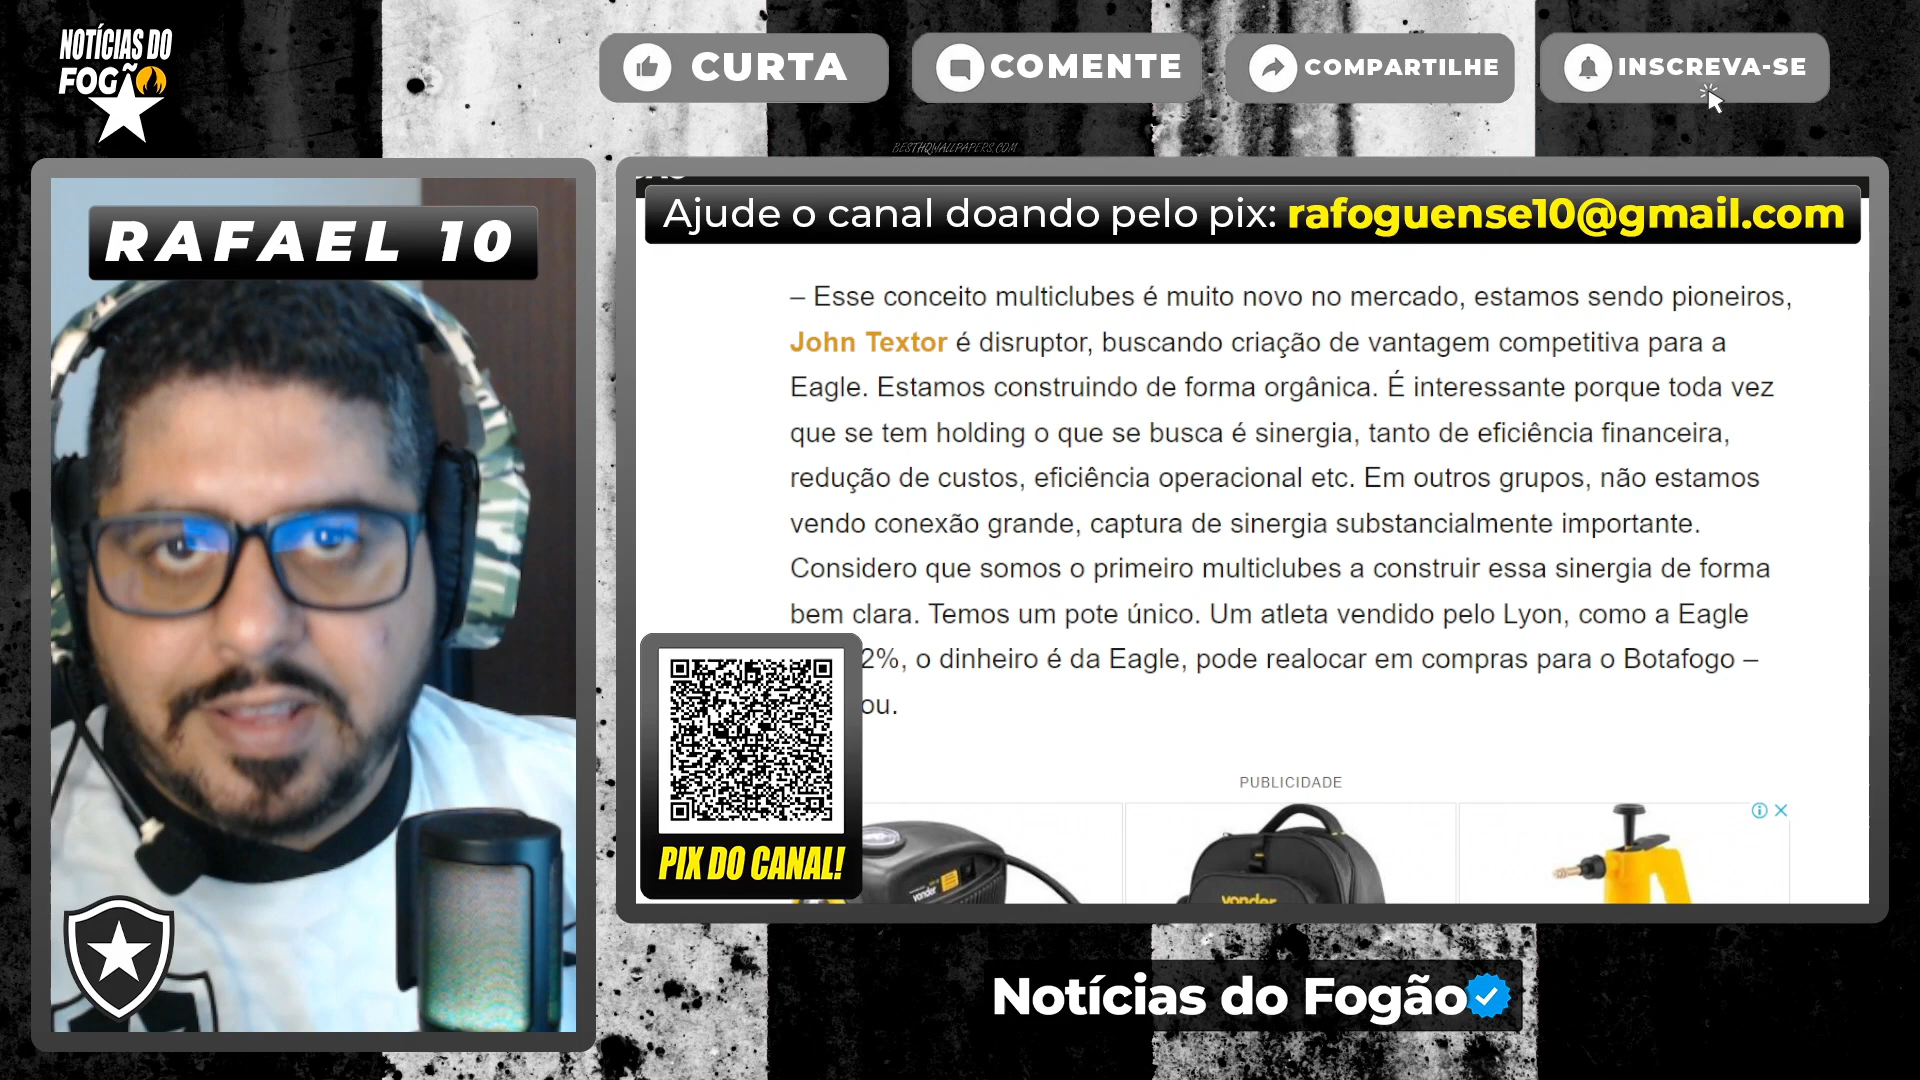 NOTÍCIAS DO
FOGÃO
CURTA
COMENTE
COMPARTILHE
INSCREVA-SE
BESTHQWALLPAPERS.COM
RAFAEL 10
Ajude o canal doando pelo pix: rafoguense10@gmail.com
– Esse conceito multiclubes é muito novo no mercado, estamos sendo pioneiros,
John Textor é disruptor, buscando criação de vantagem competitiva para a
Eagle. Estamos construindo de forma orgânica. É interessante porque toda vez
que se tem holding o que se busca é sinergia, tanto de eficiência financeira,
redução de custos, eficiência operacional etc. Em outros grupos, não estamos
vendo conexão grande, captura de sinergia substancialmente importante.
Considero que somos o primeiro multiclubes a construir essa sinergia de forma
bem clara. Temos um pote único. Um atleta vendido pelo Lyon, como a Eagle
2%, o dinheiro é da Eagle, pode realocar em compras para o Botafogo –
ou.
PUBLICIDADE
vonder
vonder
PIX DO CANAL!
Notícias do Fogão